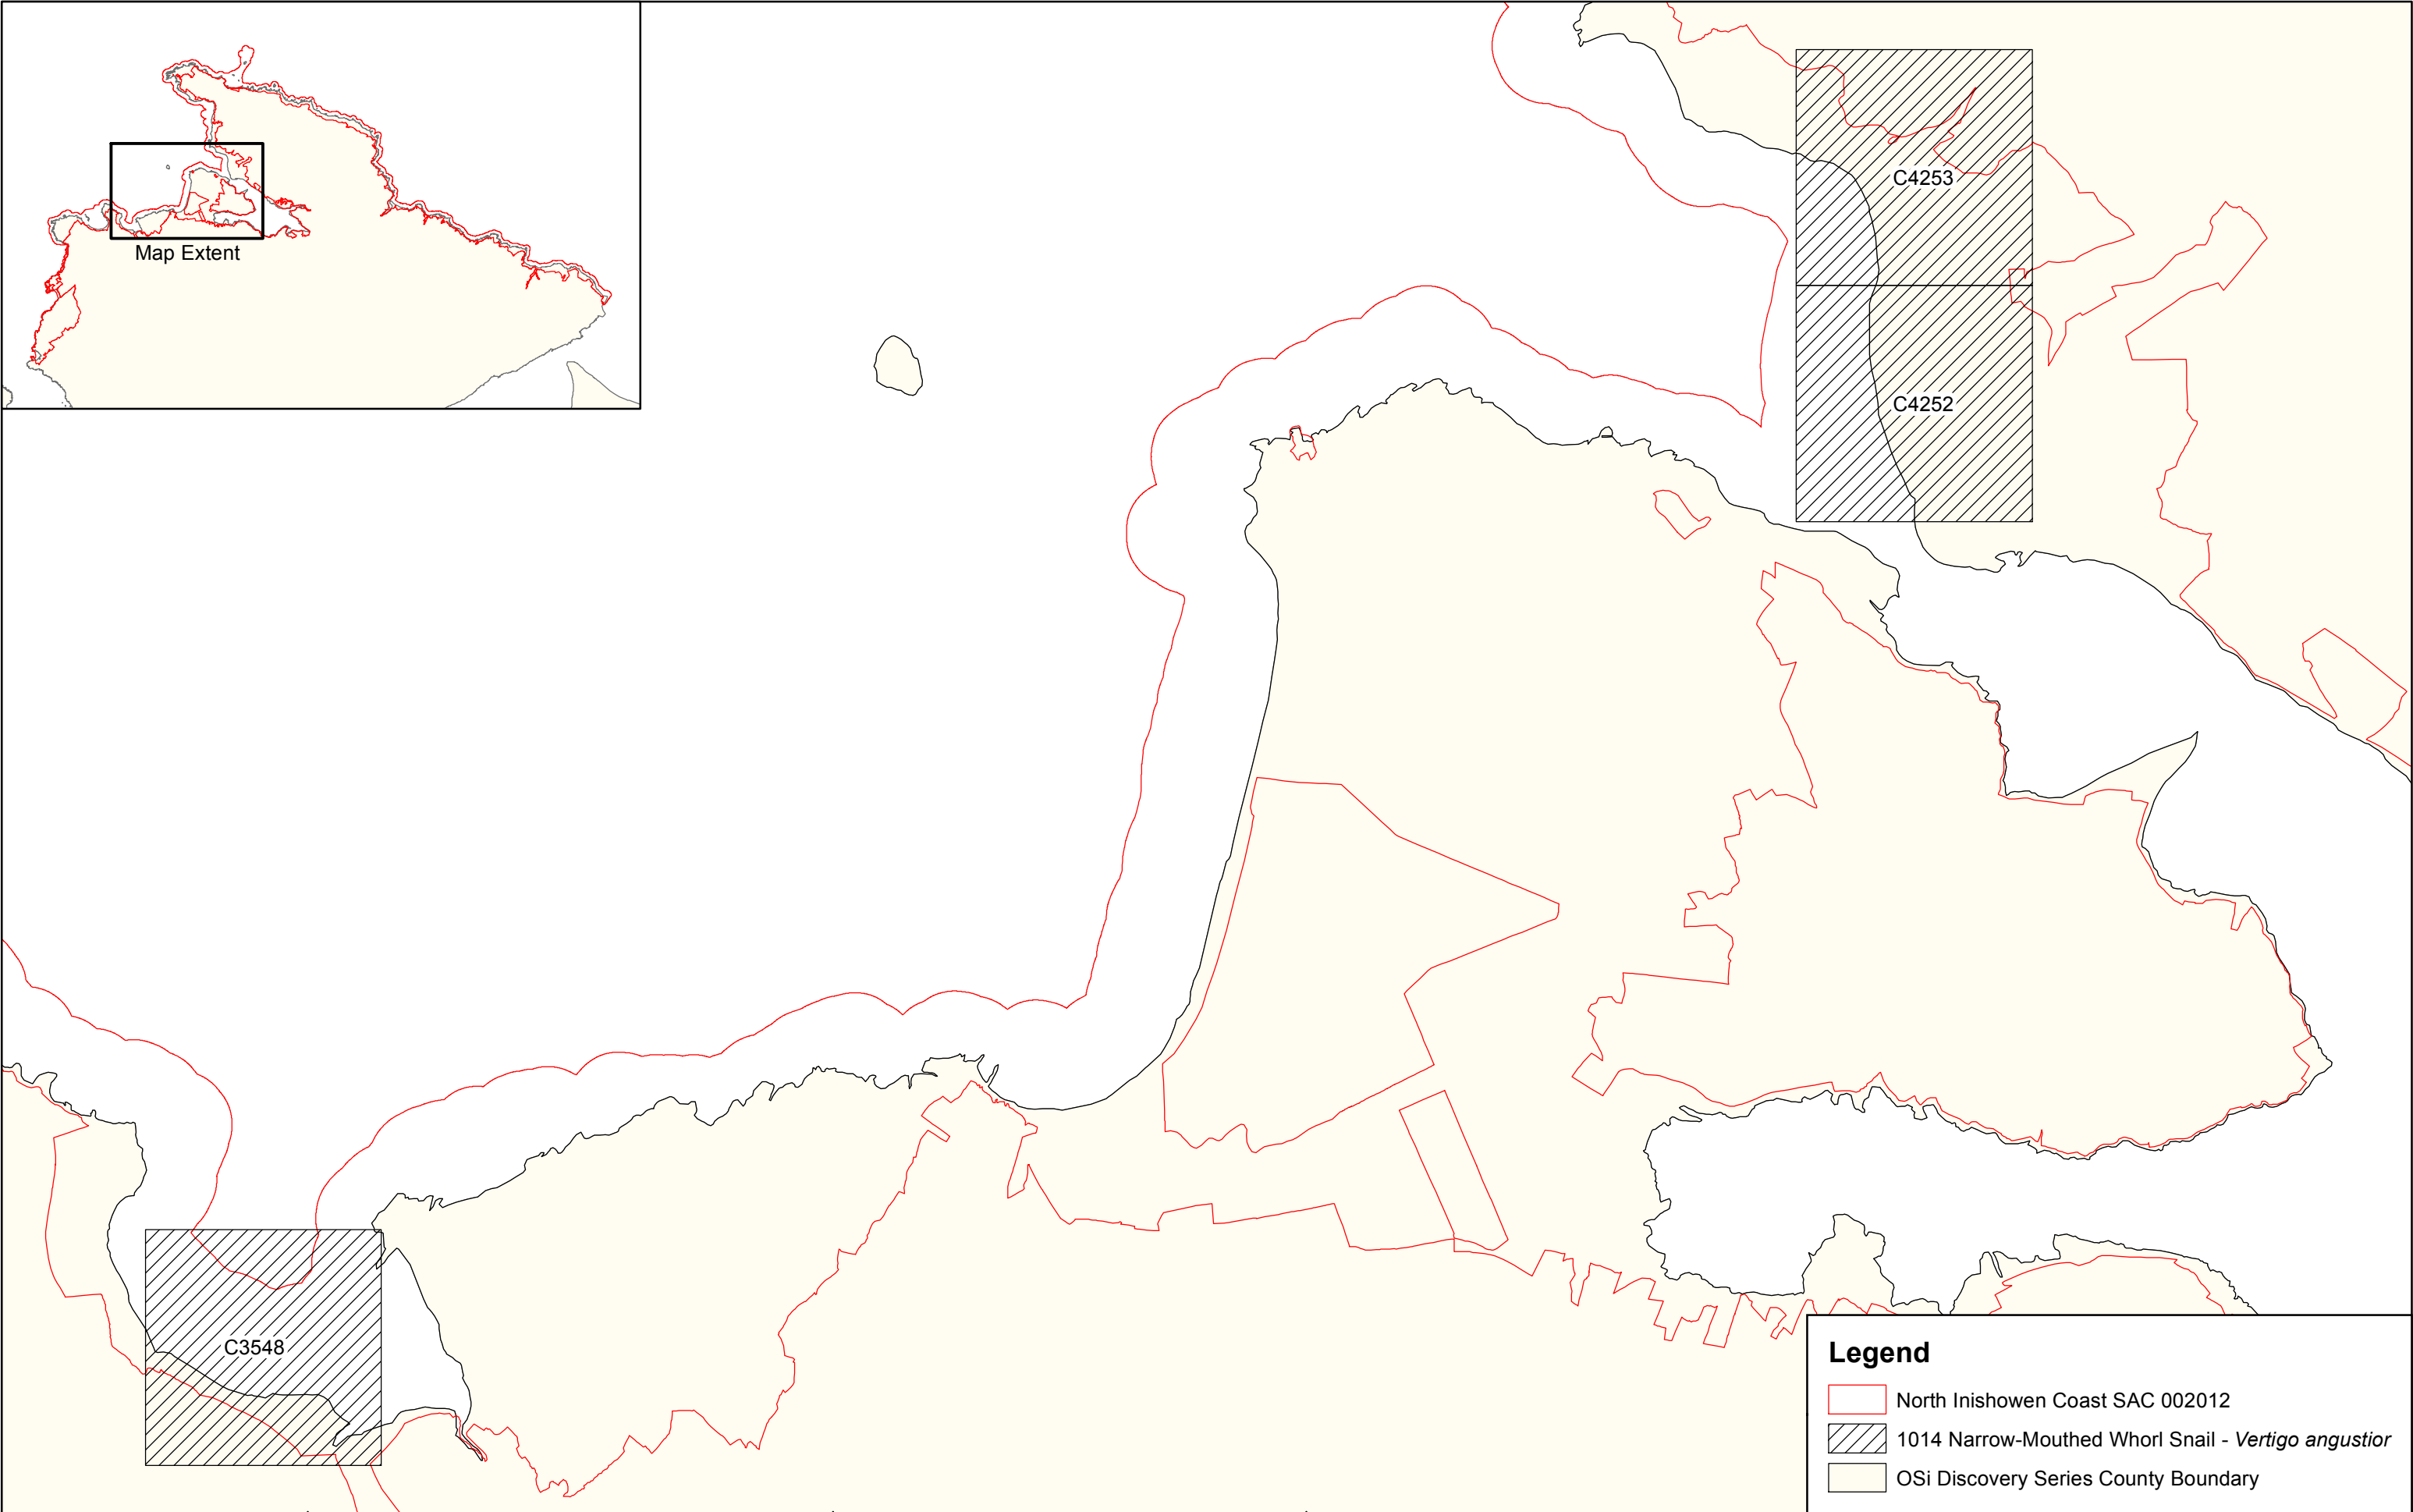 Map Extent
C4253
C4252
C3548
Legend
North Inishowen Coast SAC 002012
1014 Narrow-Mouthed Whorl Snail - Vertigo angustior
OSi Discovery Series County Boundary